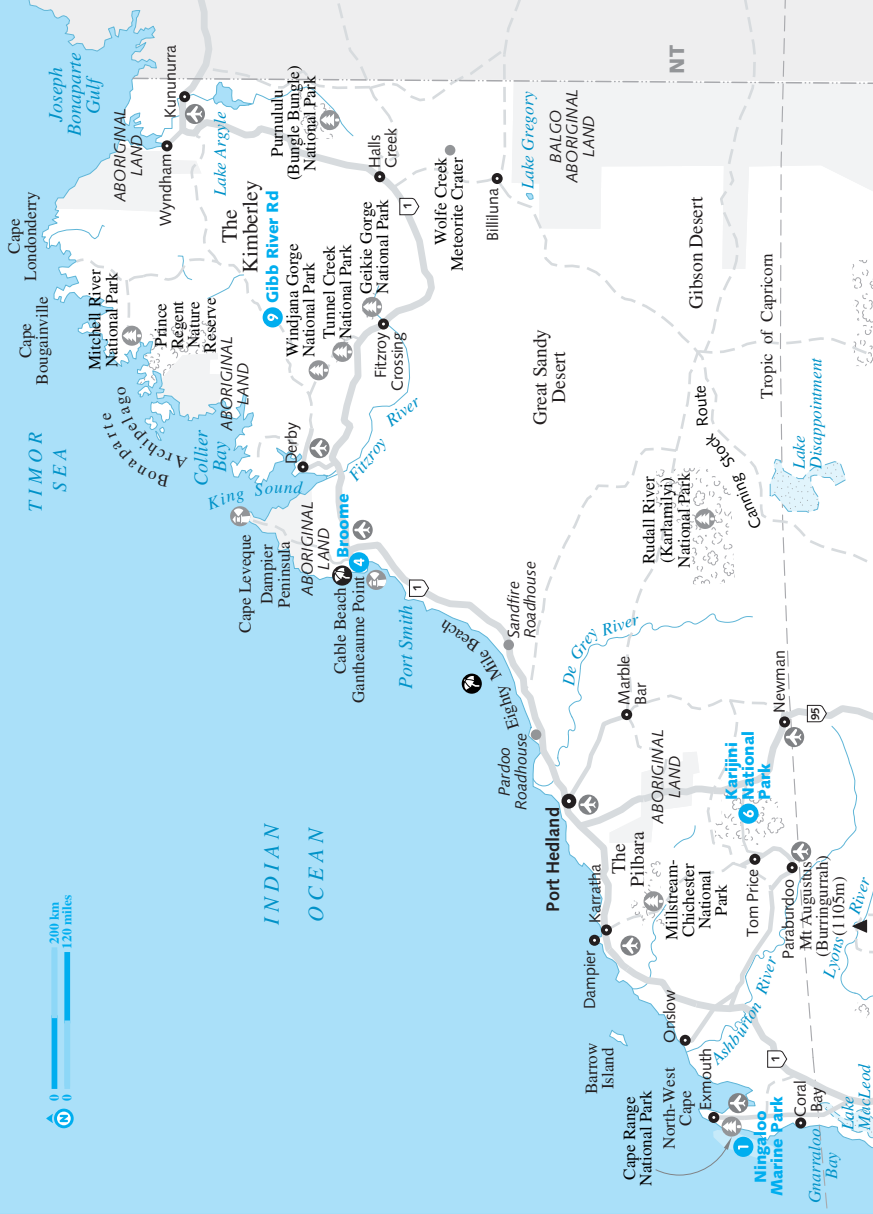 0
200 km
0
120 miles
N
TIMOR
SEA
INDIAN
OCEAN
Joseph
Bonaparte
Gulf
Cape
Londonderry
Cape
Bougainville
Bonaparte
Archipelago
Collier
Bay
King Sound
Mitchell River
National Park
Prince
Regent
Nature
Reserve
ABORIGINAL
LAND
ABORIGINAL
LAND
Wyndham
Kununurra
Lake Argyle
NT
The
Kimberley
9 Gibb River Rd
Purnululu
(Bungle Bungle)
National Park
Windjana Gorge
National Park
Tunnel Creek
National Park
Geikie Gorge
National Park
Halls
Creek
1
Fitzroy
Crossing
Fitzroy River
Derby
Wolfe Creek
Meteorite Crater
Billiluna
Lake Gregory
BALGO
ABORIGINAL
LAND
Cape Leveque
Dampier
Peninsula
ABORIGINAL
LAND
Broome
4
Cable Beach
Gantheaume Point
Port Smith
1
Eighty Mile Beach
Sandfire
Roadhouse
Pardoo
Roadhouse
Great Sandy
Desert
Gibson Desert
Tropic of Capricorn
Canning Stock Route
Lake
Disappointment
Rudall River
(Karlamilyi)
National Park
De Grey River
Marble
Bar
Port Hedland
ABORIGINAL
LAND
The
Pilbara
Karratha
Dampier
Millstream-
Chichester
National
Park
6
Karijini
National
Park
Newman
95
Tom Price
Paraburdoo
Mt Augustus
(Burringurrah)
(1105m)
Lyons River
Ashburton River
Onslow
Barrow
Island
1
Cape Range
National Park
North-West
Cape
Exmouth
1
Ningaloo
Marine Park
Coral
Bay
Gnarraloo
Bay
Lake
MacLeod